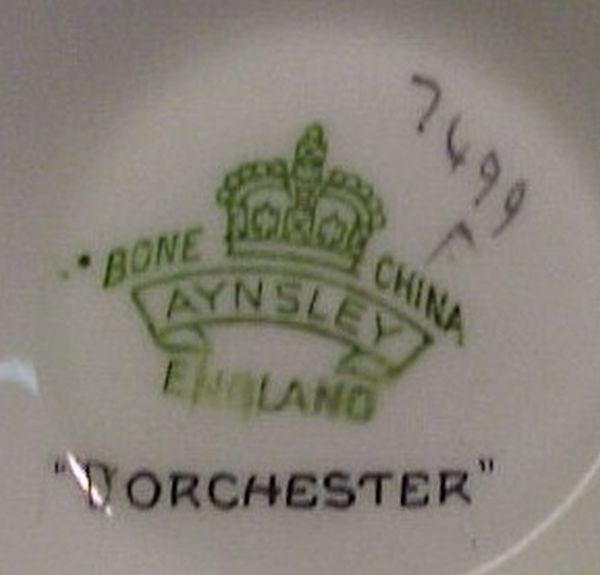 7499
BONE CHINA
AYNSLEY
ENGLAND
"DORCHESTER"